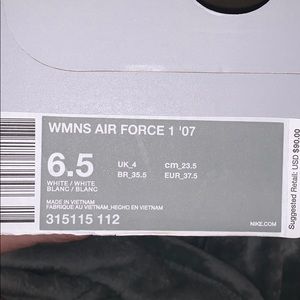 WMNS AIR FORCE 1 '07
6.5
UK_4
cm_23.5
BR_35.5
EUR_37.5
WHITE / WHITE
BLANC / BLANC
MADE IN VIETNAM
FABRIQUE AU VIETNAM_HECHO EN VIETNAM
315115 112
NIKE.COM
Suggested Retail: USD $90.00